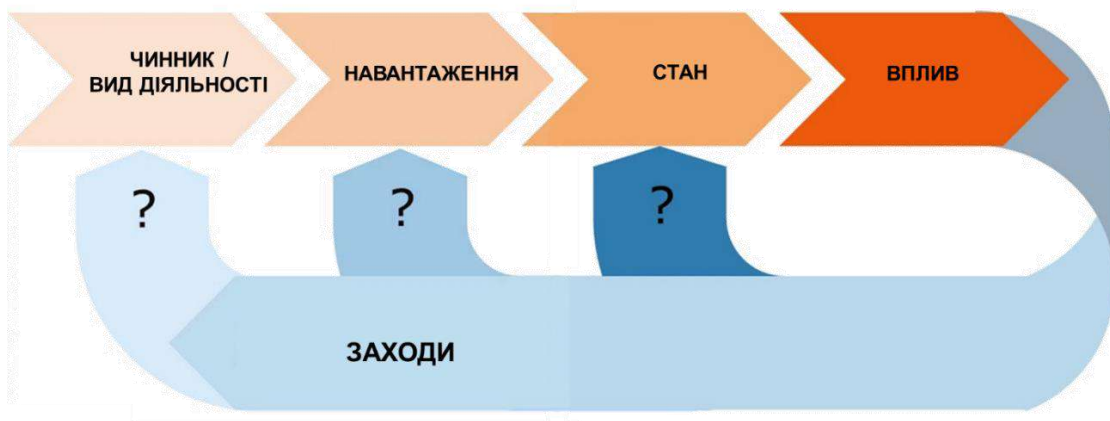 ЧИННИК /
ВИД ДІЯЛЬНОСТІ
НАВАНТАЖЕННЯ
СТАН
ВПЛИВ
?
?
?
ЗАХОДИ